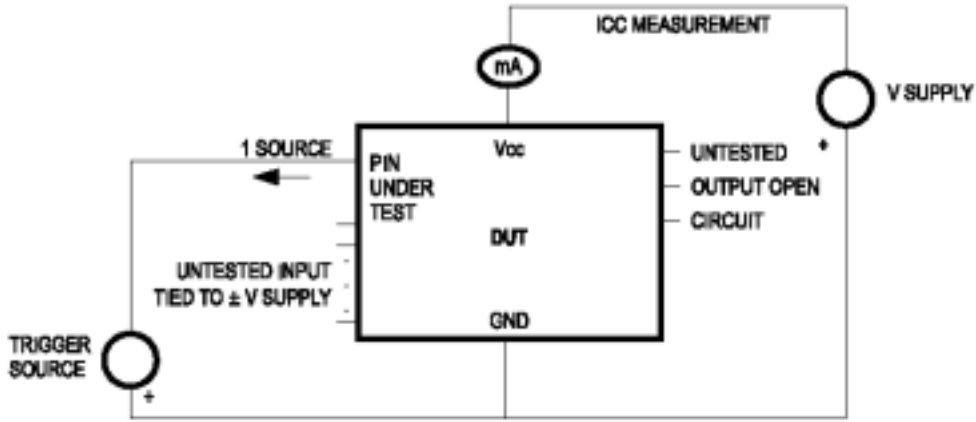 ICC MEASUREMENT
mA
V SUPPLY
+
1 SOURCE
Vcc
PIN
UNDER
TEST
UNTESTED
OUTPUT OPEN
CIRCUIT
DUT
UNTESTED INPUT
TIED TO ± V SUPPLY
GND
TRIGGER
SOURCE
+